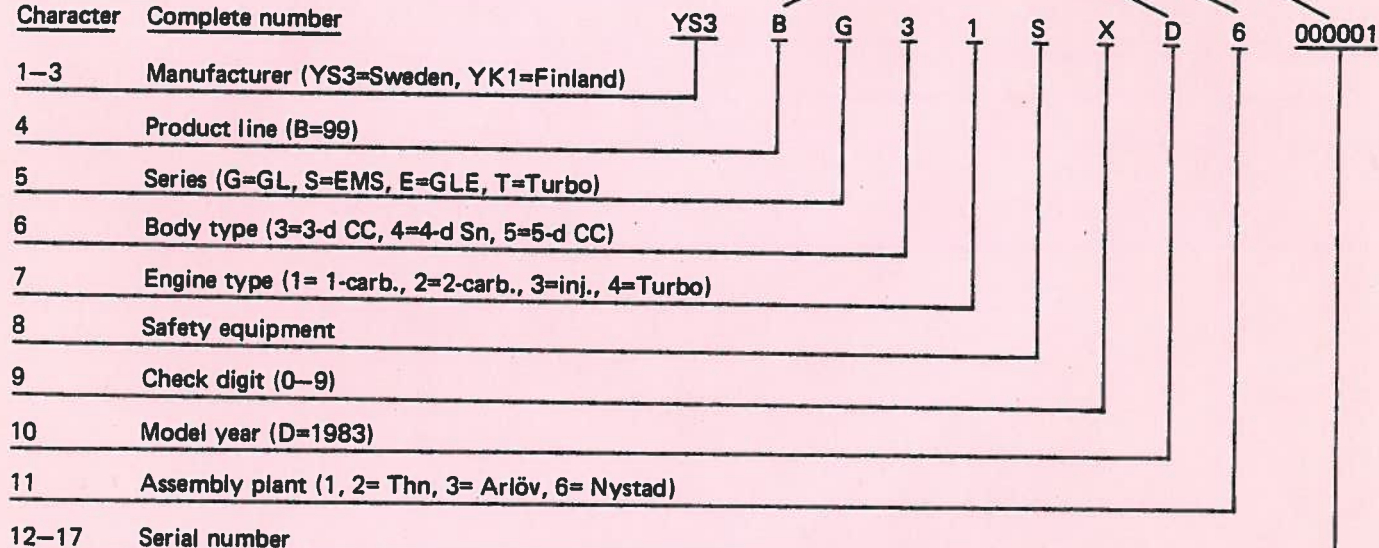 Character Complete number YS3 B G 3 1 S X D 6 000001
1–3 Manufacturer (YS3=Sweden, YK1=Finland)
4 Product line (B=99)
5 Series (G=GL, S=EMS, E=GLE, T=Turbo)
6 Body type (3=3-d CC, 4=4-d Sn, 5=5-d CC)
7 Engine type (1= 1-carb., 2=2-carb., 3=inj., 4=Turbo)
8 Safety equipment
9 Check digit (0–9)
10 Model year (D=1983)
11 Assembly plant (1, 2= Thn, 3= Arlöv, 6= Nystad)
12–17 Serial number